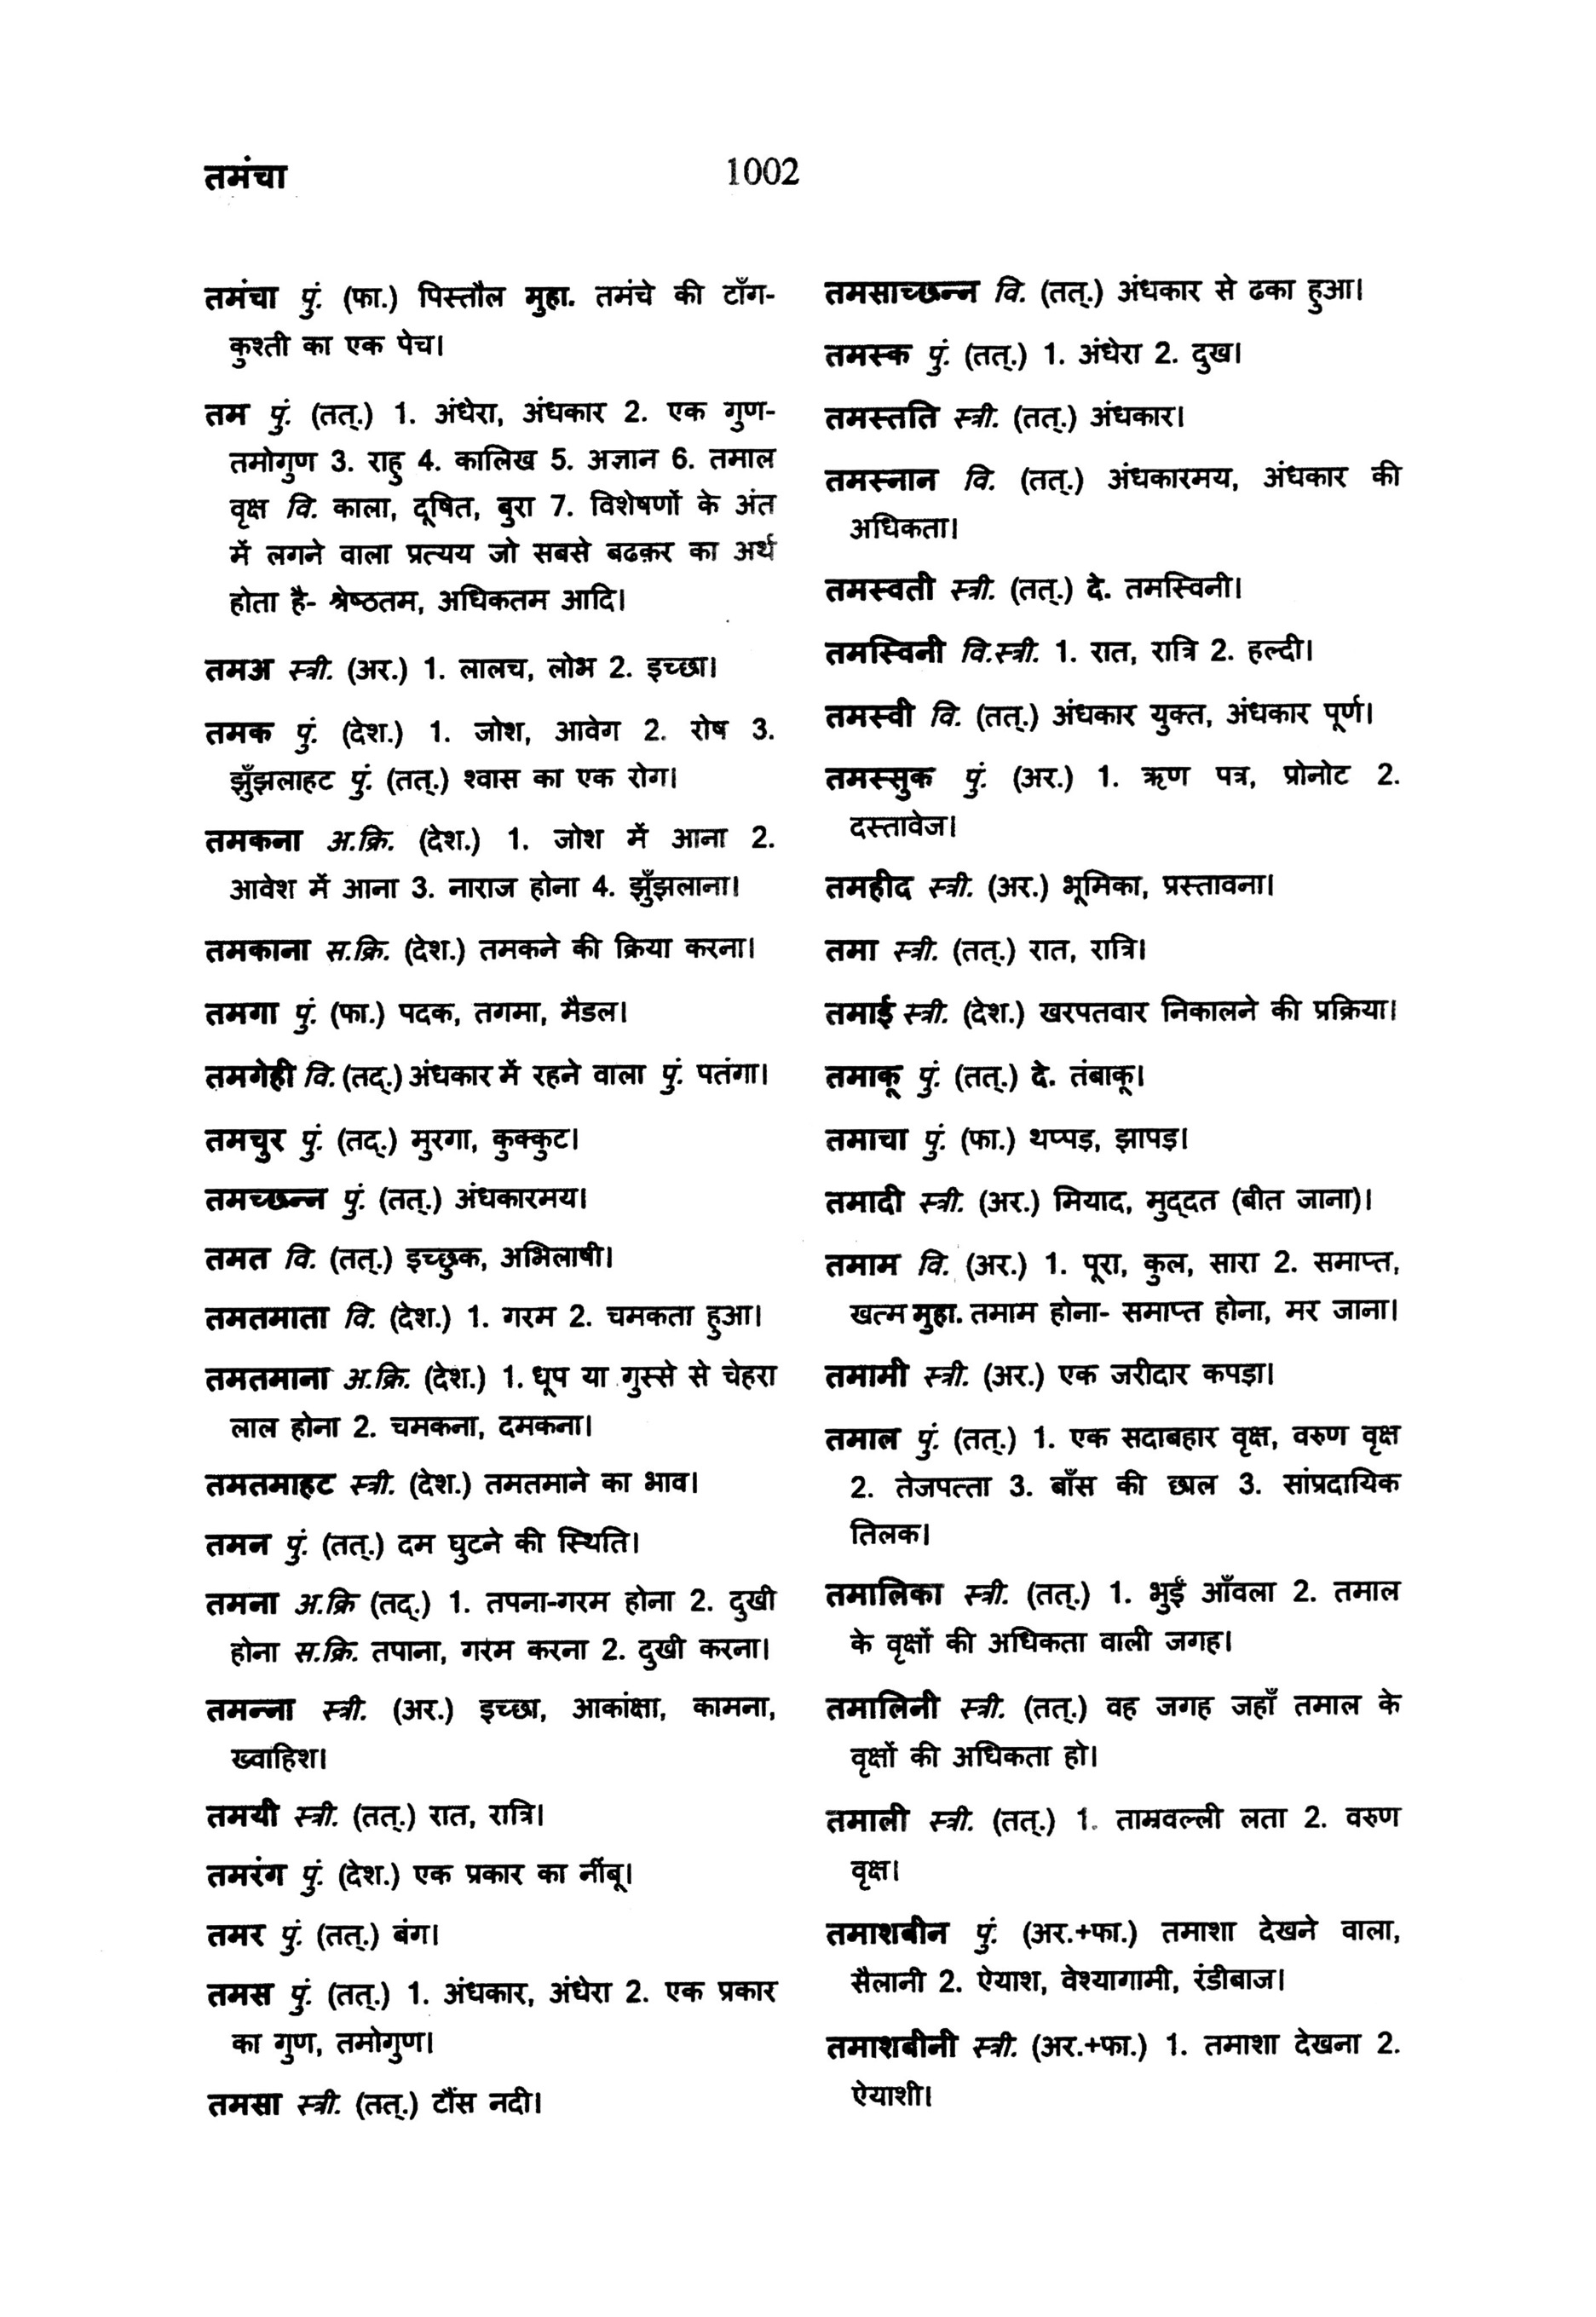 तमंचा
1002
तमंचा पुं. (फा.) पिस्तौल मुहा. तमंचे की टाँग-
कुश्ती का एक पेच।
तम पुं. (तत्.) 1. अंधेरा, अंधकार 2. एक गुण-
तमोगुण 3. राहु 4. कालिख 5. अज्ञान 6. तमाल
वृक्ष वि. काला, दूषित, बुरा 7. विशेषणों के अंत
में लगने वाला प्रत्यय जो सबसे बढक़र का अर्थ
होता है- श्रेष्ठतम, अधिकतम आदि।
तमअ स्त्री. (अर.) 1. लालच, लोभ 2. इच्छा।
तमक पुं. (देश.) 1. जोश, आवेग 2. रोष 3.
झुँझलाहट पुं. (तत्.) श्वास का एक रोग।
तमकना अ.क्रि. (देश.) 1. जोश में आना 2.
आवेश में आना 3. नाराज होना 4. झुँझलाना।
तमकाना स.क्रि. (देश.) तमकने की क्रिया करना।
तमगा पुं. (फा.) पदक, तगमा, मैडल।
तमगेही वि. (तद्.) अंधकार में रहने वाला पुं. पतंगा।
तमचुर पुं. (तद्.) मुरगा, कुक्कुट।
तमच्छन्न पुं. (तत्.) अंधकारमय।
तमत वि. (तत्.) इच्छुक, अभिलाषी।
तमतमाता वि. (देश.) 1. गरम 2. चमकता हुआ।
तमतमाना अ.क्रि. (देश.) 1. धूप या गुस्से से चेहरा
लाल होना 2. चमकना, दमकना।
तमतमाहट स्त्री. (देश.) तमतमाने का भाव।
तमन पुं. (तत्.) दम घुटने की स्थिति।
तमना अ.क्रि (तद्.) 1. तपना-गरम होना 2. दुखी
होना स.क्रि. तपाना, गरम करना 2. दुखी करना।
तमन्ना स्त्री. (अर.) इच्छा, आकांक्षा, कामना,
ख्वाहिश।
तमयी स्त्री. (तत्.) रात, रात्रि।
तमरंग पुं. (देश.) एक प्रकार का नींबू।
तमर पुं. (तत्.) बंग।
तमस पुं. (तत्.) 1. अंधकार, अंधेरा 2. एक प्रकार
का गुण, तमोगुण।
तमसा स्त्री. (तत्.) टौंस नदी।
तमसाच्छन्न वि. (तत्.) अंधकार से ढका हुआ।
तमस्क पुं. (तत्.) 1. अंधेरा 2. दुख।
तमस्तति स्त्री. (तत्.) अंधकार।
तमस्नान वि. (तत्.) अंधकारमय, अंधकार की
अधिकता।
तमस्वती स्त्री. (तत्.) दे. तमस्विनी।
तमस्विनी वि.स्त्री. 1. रात, रात्रि 2. हल्दी।
तमस्वी वि. (तत्.) अंधकार युक्त, अंधकार पूर्ण।
तमस्सुक पुं. (अर.) 1. ऋण पत्र, प्रोनोट 2.
दस्तावेज।
तमहीद स्त्री. (अर.) भूमिका, प्रस्तावना।
तमा स्त्री. (तत्.) रात, रात्रि।
तमाई स्त्री. (देश.) खरपतवार निकालने की प्रक्रिया।
तमाकू पुं. (तत्.) दे. तंबाकू।
तमाचा पुं. (फा.) थप्पड़, झापड़।
तमादी स्त्री. (अर.) मियाद, मुद्दत (बीत जाना)।
तमाम वि. (अर.) 1. पूरा, कुल, सारा 2. समाप्त,
खत्म मुहा. तमाम होना- समाप्त होना, मर जाना।
तमामी स्त्री. (अर.) एक जरीदार कपड़ा।
तमाल पुं. (तत्.) 1. एक सदाबहार वृक्ष, वरुण वृक्ष
2. तेजपत्ता 3. बाँस की छाल 3. सांप्रदायिक
तिलक।
तमालिका स्त्री. (तत्.) 1. भुईं आँवला 2. तमाल
के वृक्षों की अधिकता वाली जगह।
तमालिनी स्त्री. (तत्.) वह जगह जहाँ तमाल के
वृक्षों की अधिकता हो।
तमाली स्त्री. (तत्.) 1. ताम्रवल्ली लता 2. वरुण
वृक्ष।
तमाशबीन पुं. (अर.+फा.) तमाशा देखने वाला,
सैलानी 2. ऐयाश, वेश्यागामी, रंडीबाज।
तमाशबीनी स्त्री. (अर.+फा.) 1. तमाशा देखना 2.
ऐयाशी।